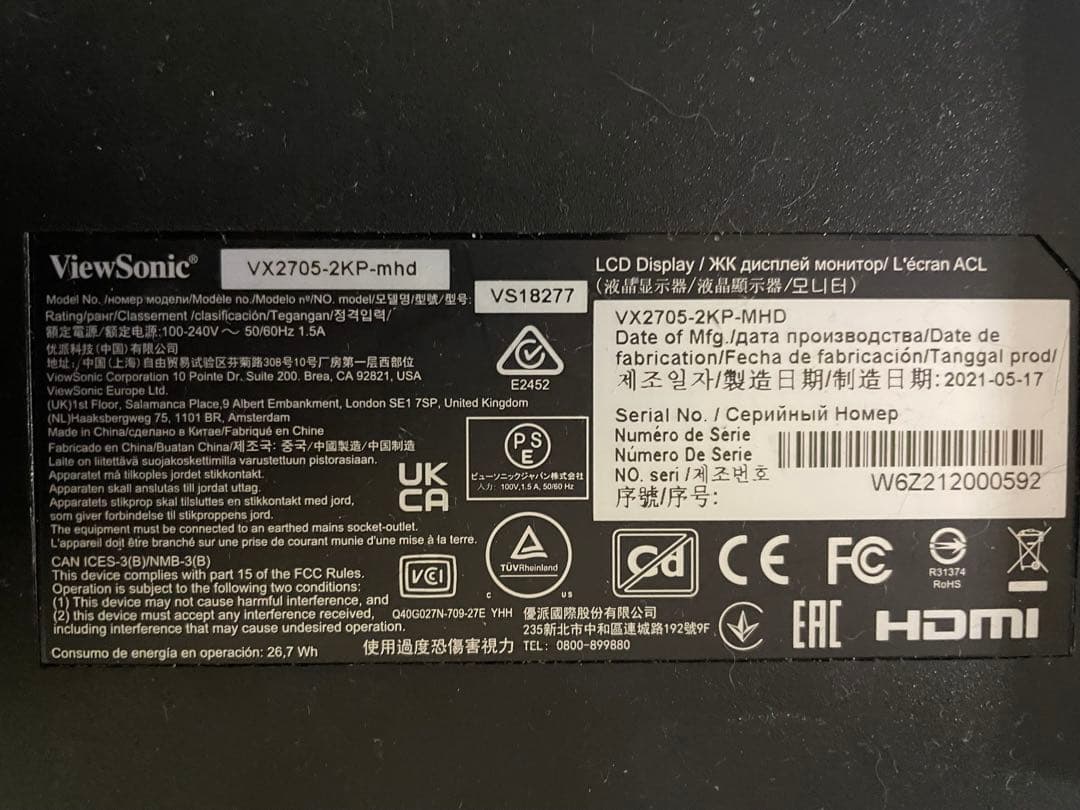 ViewSonic®
VX2705-2KP-mhd
Model No. /номер модели/Modèle no./Modelo nº/NO. model/모델명/型號/型号:
VS18277
Rating/ранг/Classement /clasificación/Tegangan/정격입력/
額定電源/额定电源:100-240V ～ 50/60Hz 1.5A
优派科技(中国)有限公司
地址: 中国(上海)自由贸易试验区芬菊路308号10号厂房第一层西部位
ViewSonic Corporation 10 Pointe Dr. Suite 200. Brea, CA 92821, USA
ViewSonic Europe Ltd.
(UK)1st Floor, Salamanca Place,9 Albert Embankment, London SE1 7SP, United Kingdom
(NL)Haaksbergweg 75, 1101 BR, Amsterdam
Made in China/сделано в Китае/Fabriqué en Chine
Fabricado en China/Buatan China/제조국: 중국/中國製造/中国制造
Laite on liitettävä suojakoskettimilla varustettuun pistorasiaan.
Apparatet må tilkoples jordet stikkontakt.
Apparaten skall anslutas till jordat uttag.
Apparatets stikprop skal tilsluttes en stikkontakt med jord,
som giver forbindelse til stikproppens jord.
The equipment must be connected to an earthed mains socket-outlet.
L'appareil doit être branché sur une prise de courant munie d'une mise à la terre.
CAN ICES-3(B)/NMB-3(B)
This device complies with part 15 of the FCC Rules.
Operation is subject to the following two conditions:
(1) This device may not cause harmful interference, and
(2) this device must accept any interference received,
including interference that may cause undesired operation.
Consumo de energía en operación: 26,7 Wh
E2452
PS
E
ビューソニックジャパン株式会社
入力: 100V,1.5 A, 50/60 Hz
UK
CA
TÜVRheinland
C US
VCI
Q40G027N-709-27E YHH
優派國際股份有限公司
235新北市中和區連城路192號9F
使用過度恐傷害視力
TEL: 0800-899880
LCD Display / ЖК дисплей монитор/ L'écran ACL
(液晶显示器/液晶顯示器/모니터)
VX2705-2KP-MHD
Date of Mfg./дата производства/Date de
fabrication/Fecha de fabricación/Tanggal prod/
제조일자/製造日期/制造日期: 2021-05-17
Serial No. / Серийный Номер
Numéro de Série
Número De Serie
NO. seri /제조번호
序號/序号:
W6Z212000592
Cd
CE
FC
R31374
RoHS
EAC
HDMI